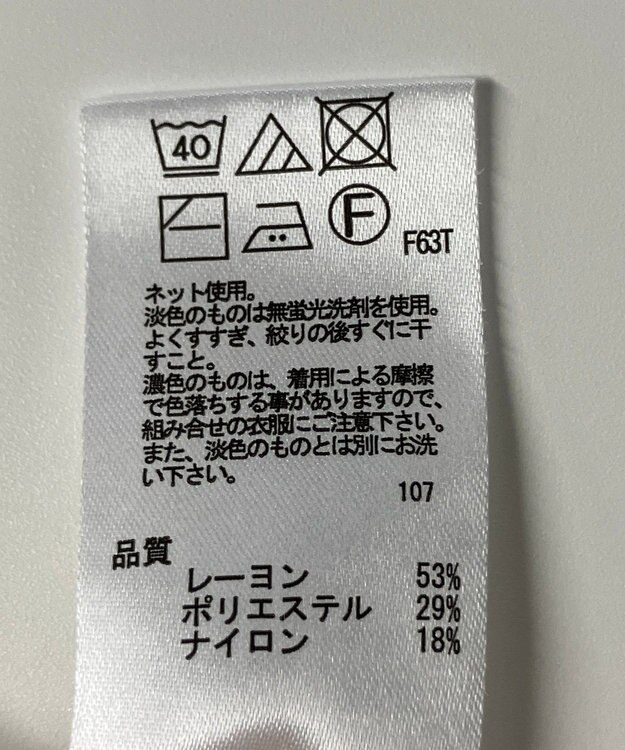 40
F
F63T
ネット使用。
淡色のものは無蛍光洗剤を使用。
よくすすぎ、絞りの後すぐに干
すこと。
濃色のものは、着用による摩擦
で色落ちする事がありますので、
組み合せの衣服にご注意下さい。
また、淡色のものとは別にお洗
い下さい。
107
品質
レーヨン 53%
ポリエステル 29%
ナイロン 18%